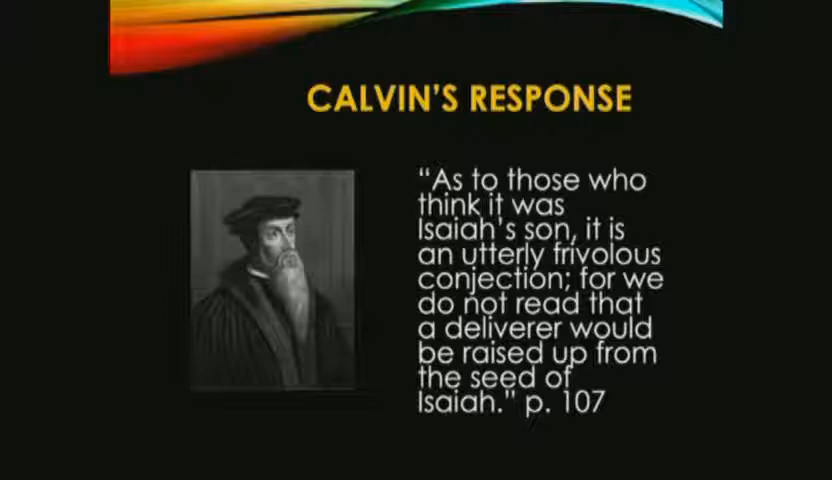 CALVIN'S RESPONSE
“As to those who
think it was
Isaiah's son, it is
an utterly frivolous
conjection; for we
do not read that
a deliverer would
be raised up from
the seed of
Isaiah.” p. 107